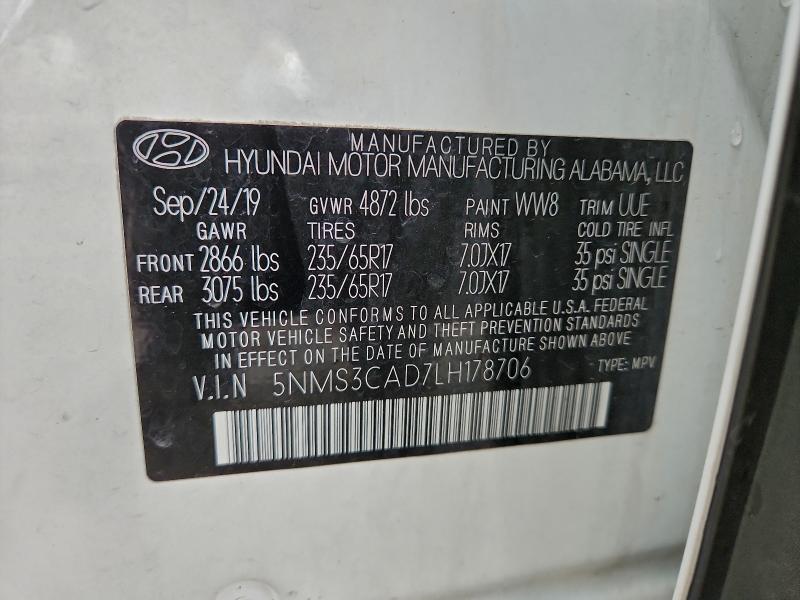 MANUFACTURED BY
HYUNDAI MOTOR MANUFACTURING ALABAMA, LLC
Sep/24/19 GVWR 4872 lbs PAINT WW8 TRIM UUE
GAWR TIRES RIMS COLD TIRE INFL
FRONT 2866 lbs 235/65R17 7.0JX17 35 psi SINGLE
REAR 3075 lbs 235/65R17 7.0JX17 35 psi SINGLE
THIS VEHICLE CONFORMS TO ALL APPLICABLE U.S.A. FEDERAL
MOTOR VEHICLE SAFETY AND THEFT PREVENTION STANDARDS
IN EFFECT ON THE DATE OF MANUFACTURE SHOWN ABOVE
V.I.N 5NMS3CAD7LH178706 TYPE: MPV